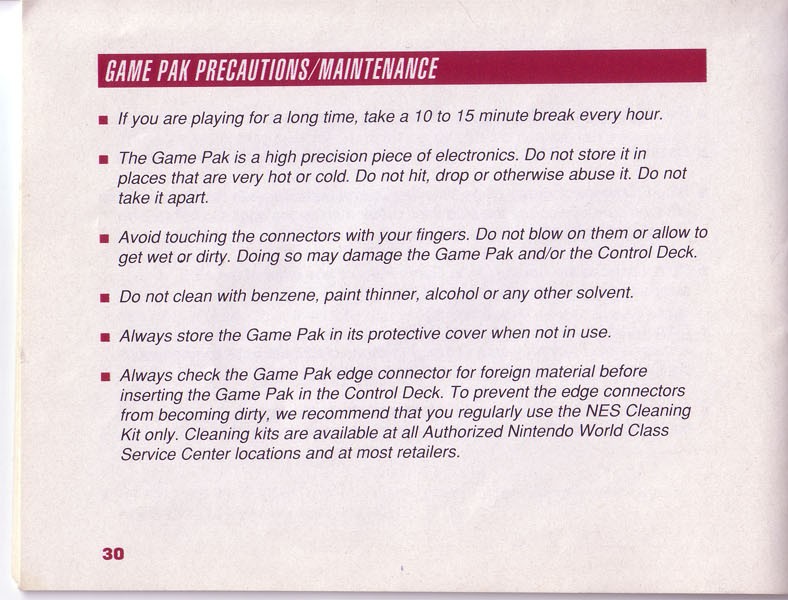 GAME PAK PRECAUTIONS/MAINTENANCE
■ If you are playing for a long time, take a 10 to 15 minute break every hour.
■ The Game Pak is a high precision piece of electronics. Do not store it in
places that are very hot or cold. Do not hit, drop or otherwise abuse it. Do not
take it apart.
■ Avoid touching the connectors with your fingers. Do not blow on them or allow to
get wet or dirty. Doing so may damage the Game Pak and/or the Control Deck.
■ Do not clean with benzene, paint thinner, alcohol or any other solvent.
■ Always store the Game Pak in its protective cover when not in use.
■ Always check the Game Pak edge connector for foreign material before
inserting the Game Pak in the Control Deck. To prevent the edge connectors
from becoming dirty, we recommend that you regularly use the NES Cleaning
Kit only. Cleaning kits are available at all Authorized Nintendo World Class
Service Center locations and at most retailers.
30